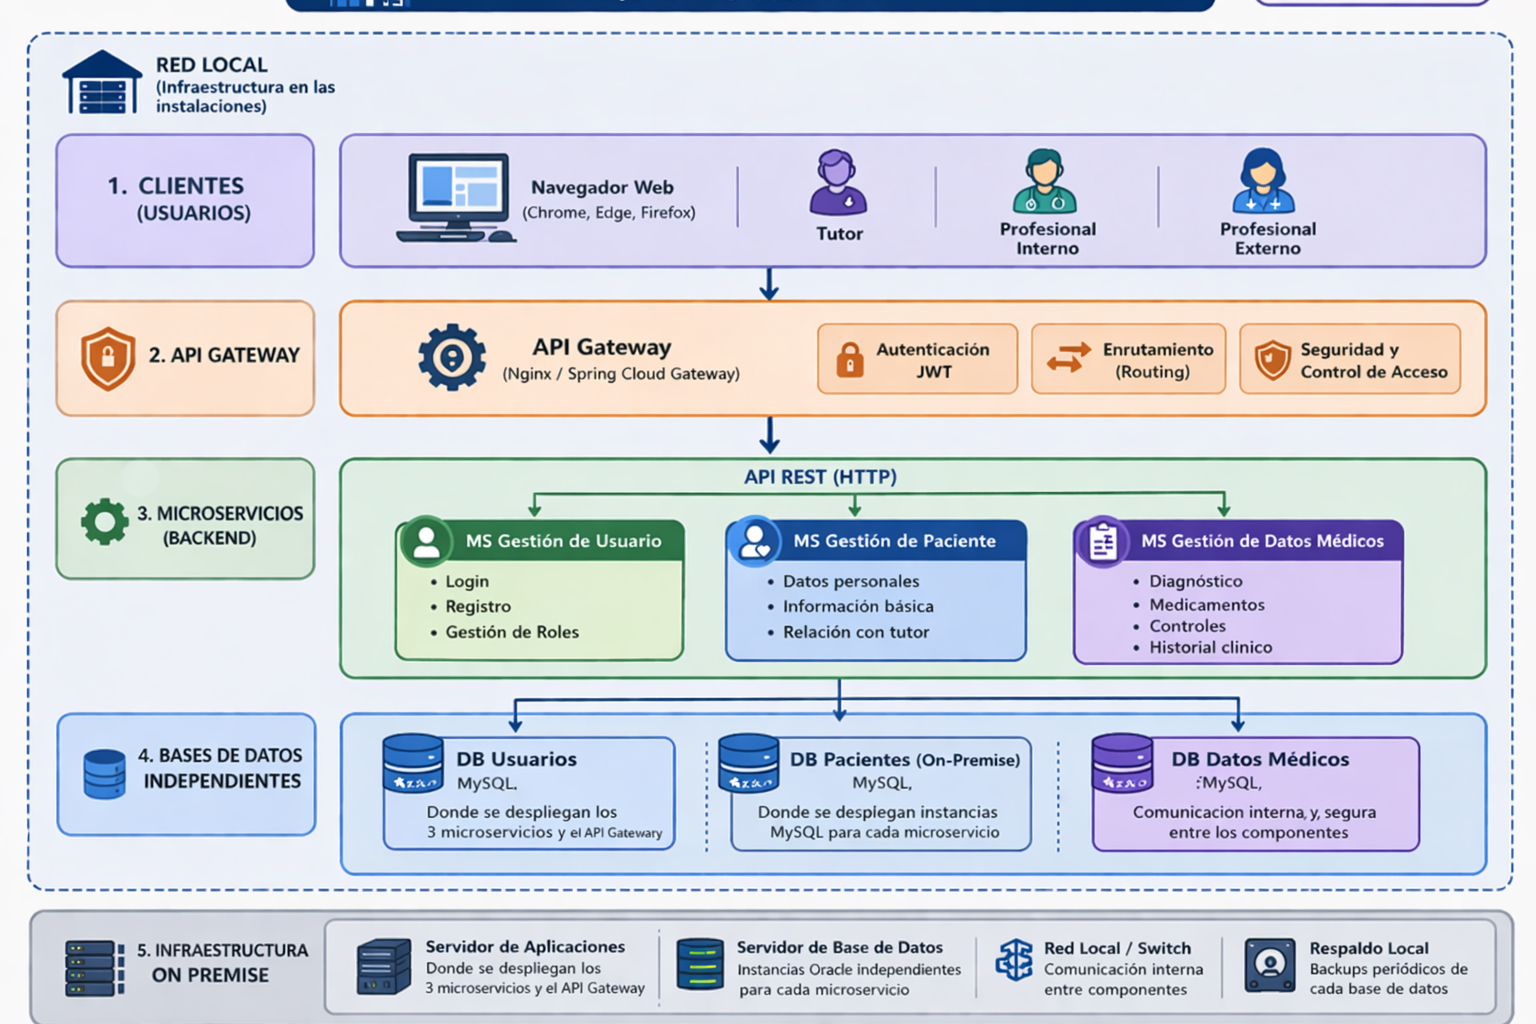 RED LOCAL
(Infraestructura en las
instalaciones)
1. CLIENTES
(USUARIOS)
Navegador Web
(Chrome, Edge, Firefox)
Tutor
Profesional
Interno
Profesional
Externo
2. API GATEWAY
API Gateway
(Nginx / Spring Cloud Gateway)
Autenticación
JWT
Enrutamiento
(Routing)
Seguridad y
Control de Acceso
3. MICROSERVICIOS
(BACKEND)
API REST (HTTP)
MS Gestión de Usuario
• Login
• Registro
• Gestión de Roles
MS Gestión de Paciente
• Datos personales
• Información básica
• Relación con tutor
MS Gestión de Datos Médicos
• Diagnóstico
• Medicamentos
• Controles
• Historial clinico
4. BASES DE DATOS
INDEPENDIENTES
DB Usuarios
MySQL.
Donde se despliegan los
3 microservicios y el API Gatewary
DB Pacientes (On-Premise)
MySQL,
Donde se desplegan instancias
MySQL para cada microservicio
DB Datos Médicos
:MySQL,
Comunicacion interna, y, segura
entre los componentes
5. INFRAESTRUCTURA
ON PREMISE
Servidor de Aplicaciones
Donde se despliegan los
3 microservicios y el API Gateway
Servidor de Base de Datos
Instancias Oracle independientes
para cada microservicio
Red Local / Switch
Comunicación interna
entre componentes
Respaldo Local
Backups periódicos de
cada base de datos